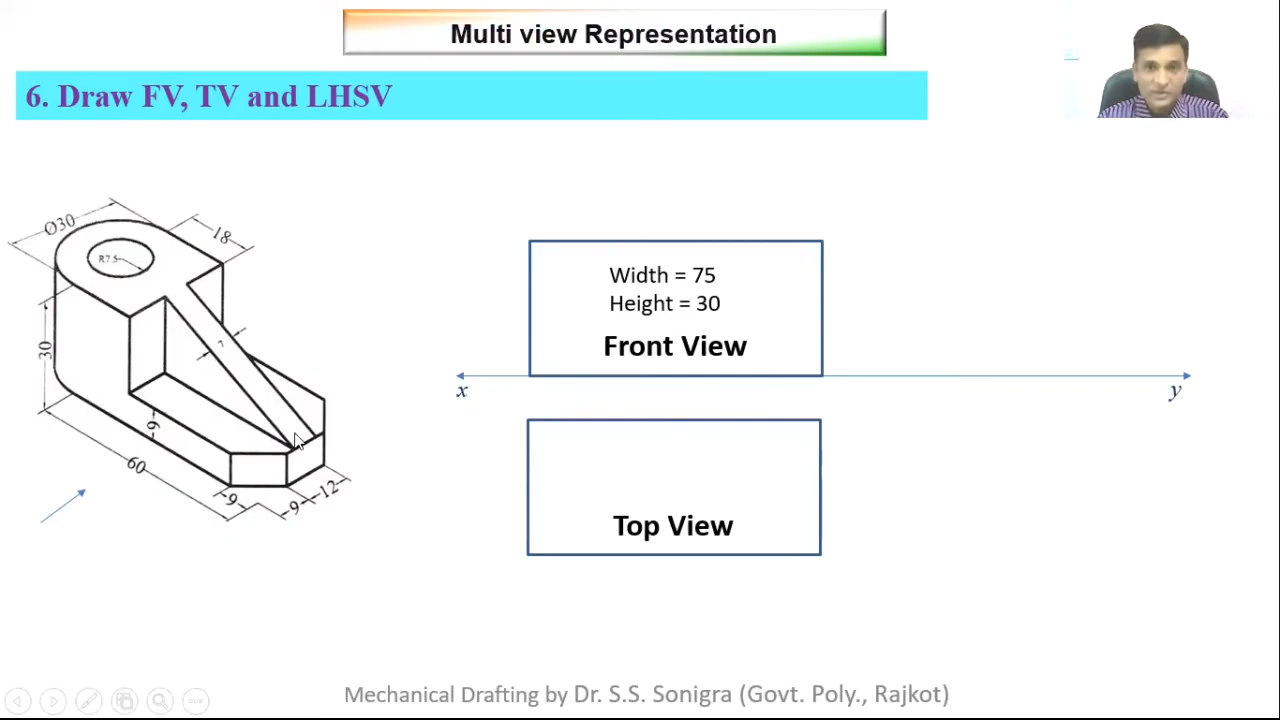 Multi view Representation
6. Draw FV, TV and LHSV
Ø30
18
R7.5
30
7
9
60
9
9
12
Width = 75
Height = 30
Front View
x
y
Top View
Mechanical Drafting by Dr. S.S. Sonigra (Govt. Poly., Rajkot)